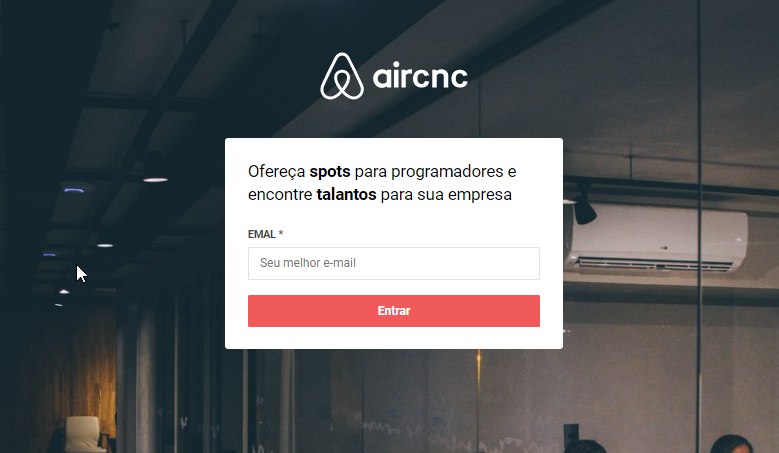 aircnc
Ofereça spots para programadores e
encontre talantos para sua empresa
EMAL *
Seu melhor e-mail
Entrar